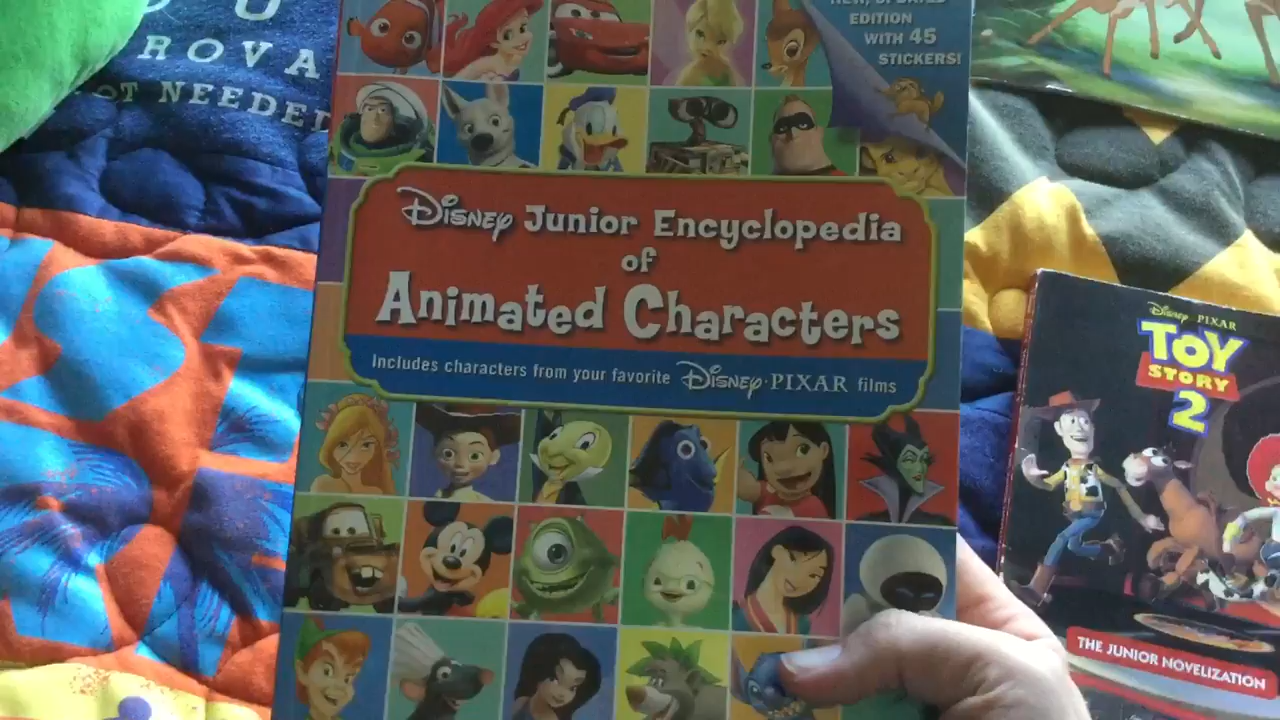 ROVA
OT NEEDED
EDITION
WITH 45
STICKERS!
Disney Junior Encyclopedia
of
Animated Characters
Includes characters from your favorite Disney·PIXAR films
Disney·PIXAR
TOY
STORY
2
THE JUNIOR NOVELIZATION